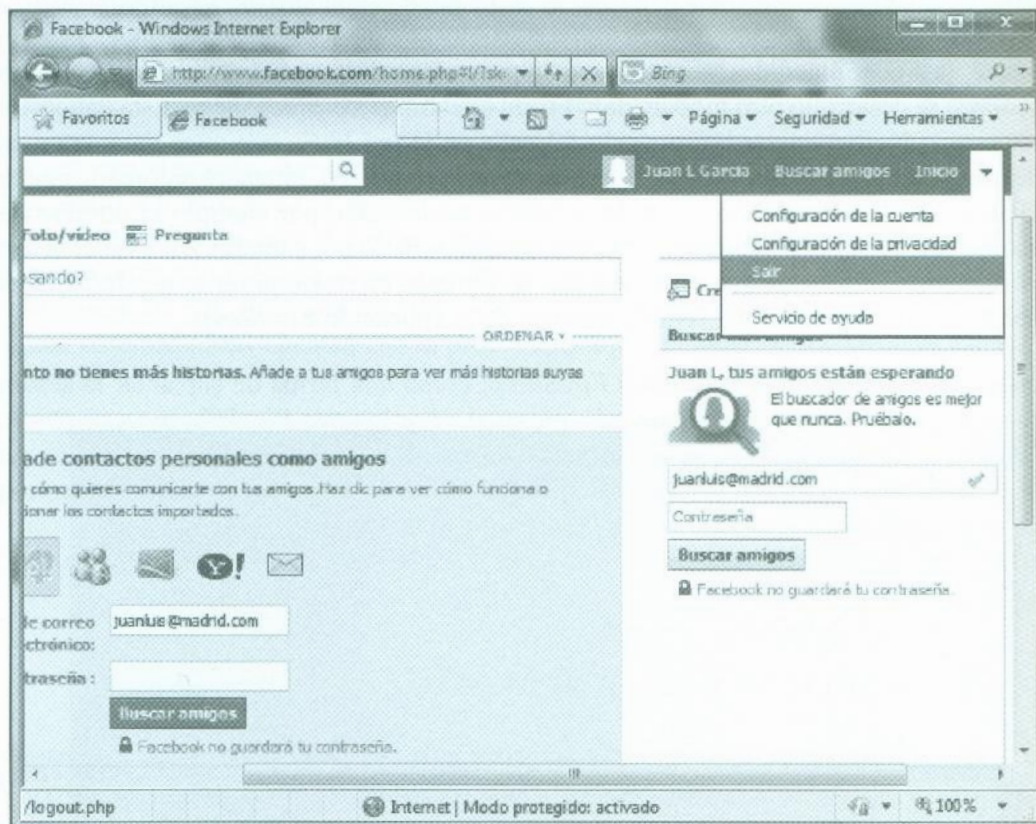 Facebook - Windows Internet Explorer
http://www.facebook.com/home.php#!/?sk
Bing
Favoritos
Facebook
Página
Seguridad
Herramientas
Juan L García
Buscar amigos
Inicio
Configuración de la cuenta
Configuración de la privacidad
Salir
Servicio de ayuda
Foto/vídeo
Pregunta
sando?
ORDENAR
nto no tienes más historias. Añade a tus amigos para ver más historias suyas
ade contactos personales como amigos
cómo quieres comunicarte con tus amigos.Haz clic para ver cómo funciona o
ionar los contactos importados.
Y!
de correo
ctrónico:
juanluis@madrid.com
traseña :
Buscar amigos
Facebook no guardará tu contraseña.
Cre
Buscar más amigos
Juan L, tus amigos están esperando
El buscador de amigos es mejor
que nunca. Pruébalo.
juanluis@madrid.com
Contraseña
Buscar amigos
Facebook no guardará tu contraseña.
/logout.php
Internet | Modo protegido: activado
100%